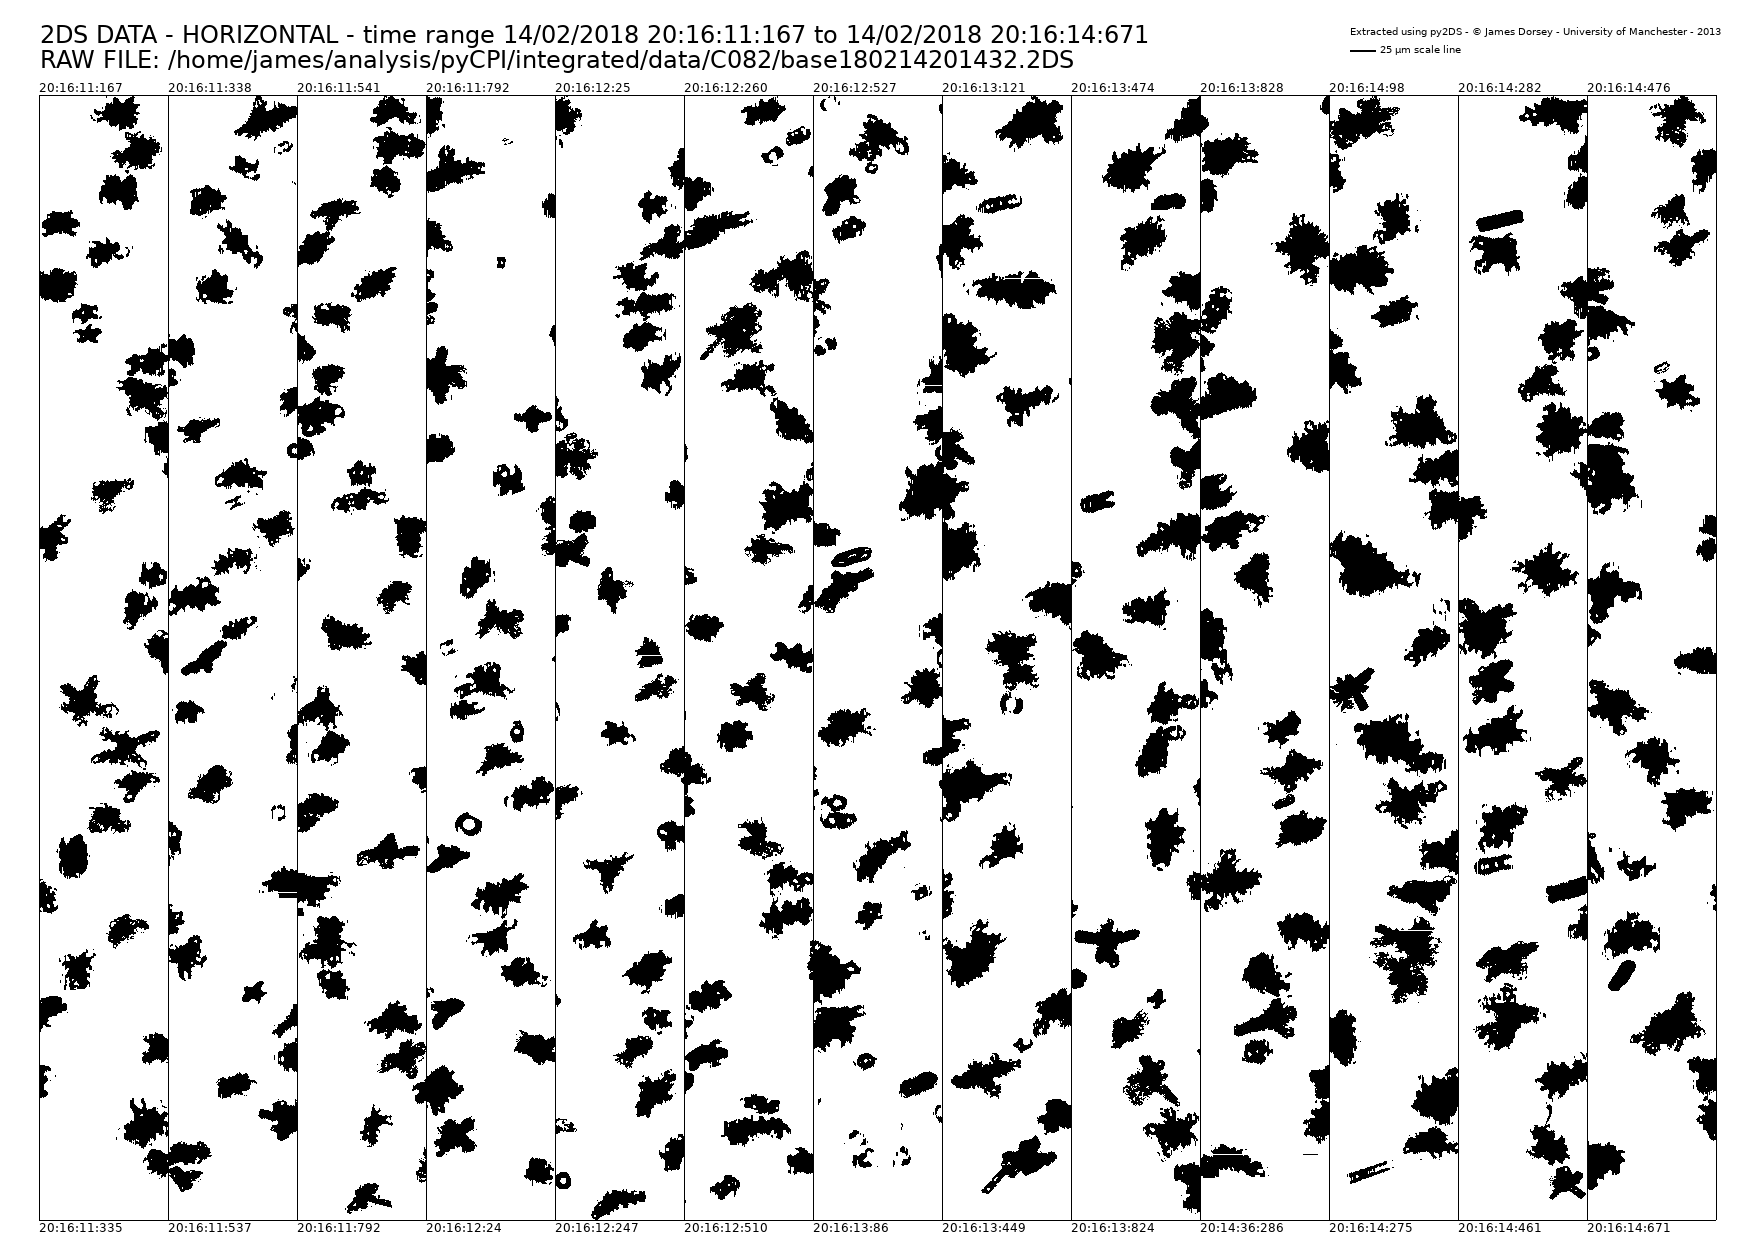 2DS DATA - HORIZONTAL - time range 14/02/2018 20:16:11:167 to 14/02/2018 20:16:14:671
RAW FILE: /home/james/analysis/pyCPI/integrated/data/C082/base180214201432.2DS
Extracted using py2DS - © James Dorsey - University of Manchester - 2013
25 µm scale line
20:16:11:167 20:16:11:338 20:16:11:541 20:16:11:792 20:16:12:25 20:16:12:260 20:16:12:527 20:16:13:121 20:16:13:474 20:16:13:828 20:16:14:98 20:16:14:282 20:16:14:476
20:16:11:335 20:16:11:537 20:16:11:792 20:16:12:24 20:16:12:247 20:16:12:510 20:16:13:86 20:16:13:449 20:16:13:824 20:14:36:286 20:16:14:275 20:16:14:461 20:16:14:671